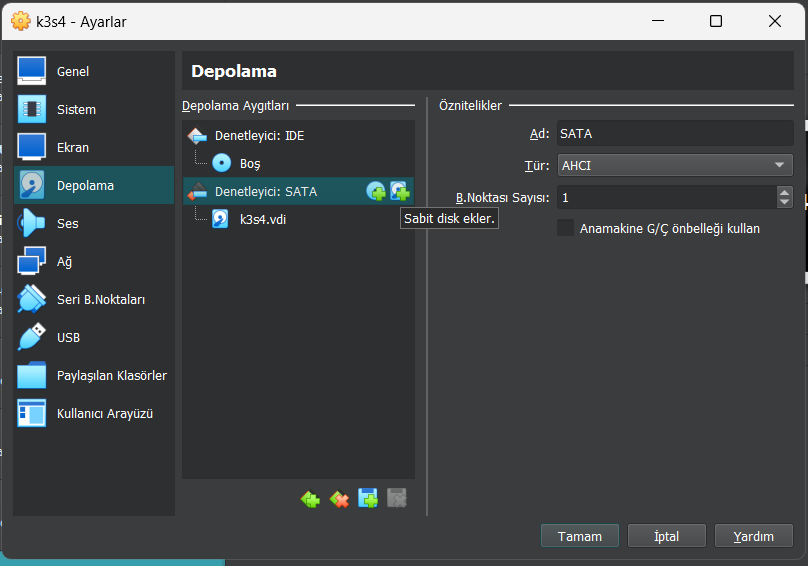 k3s4 - Ayarlar
Genel
Sistem
Ekran
Depolama
Ses
Ağ
Seri B.Noktaları
USB
Paylaşılan Klasörler
Kullanıcı Arayüzü
Depolama
Depolama Aygıtları
Denetleyici: IDE
Boş
Denetleyici: SATA
k3s4.vdi
Sabit disk ekler.
Öznitelikler
Ad: SATA
Tür: AHCI
B.Noktası Sayısı: 1
Anamakine G/Ç önbelleği kullan
Tamam
İptal
Yardım